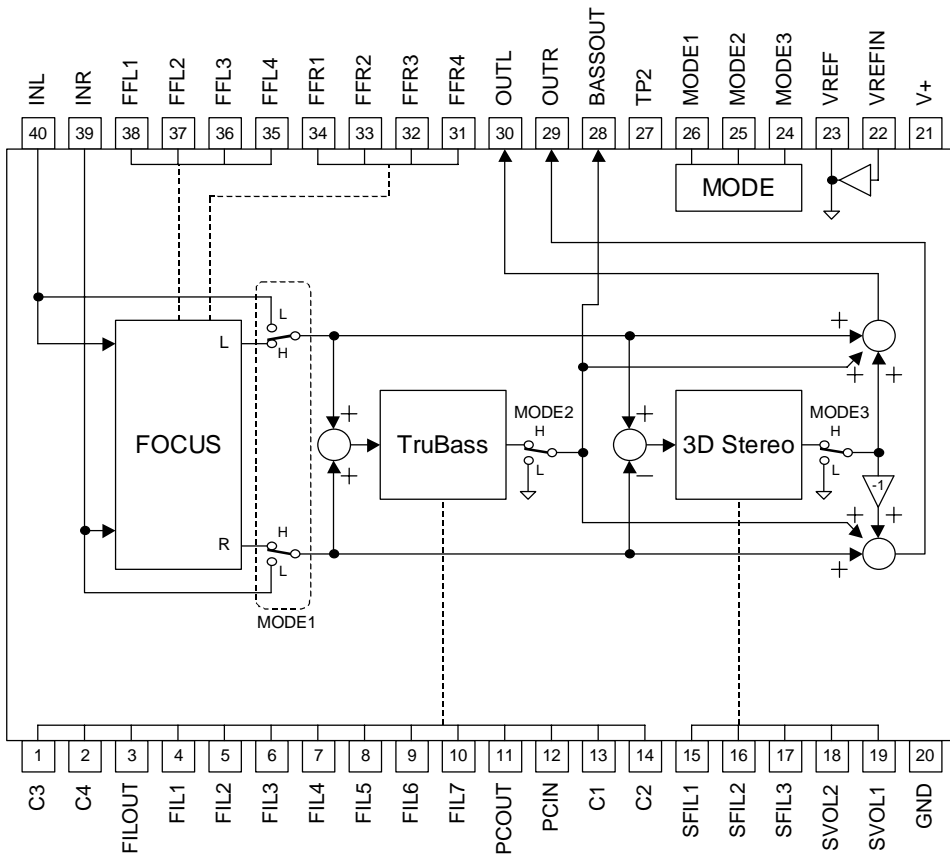 INL
INR
FFL1
FFL2
FFL3
FFL4
FFR1
FFR2
FFR3
FFR4
OUTL
OUTR
BASSOUT
TP2
MODE1
MODE2
MODE3
VREF
VREFIN
V+
40 39 38 37 36 35 34 33 32 31 30 29 28 27 26 25 24 23 22 21
MODE
L
H
L
+
+
+
+
FOCUS
+
+
TruBass
MODE2
H
L
+
−
3D Stereo
MODE3
H
L
-1
+
+
+
R
H
L
MODE1
1 2 3 4 5 6 7 8 9 10 11 12 13 14 15 16 17 18 19 20
C3
C4
FILOUT
FIL1
FIL2
FIL3
FIL4
FIL5
FIL6
FIL7
PCOUT
PCIN
C1
C2
SFIL1
SFIL2
SFIL3
SVOL2
SVOL1
GND